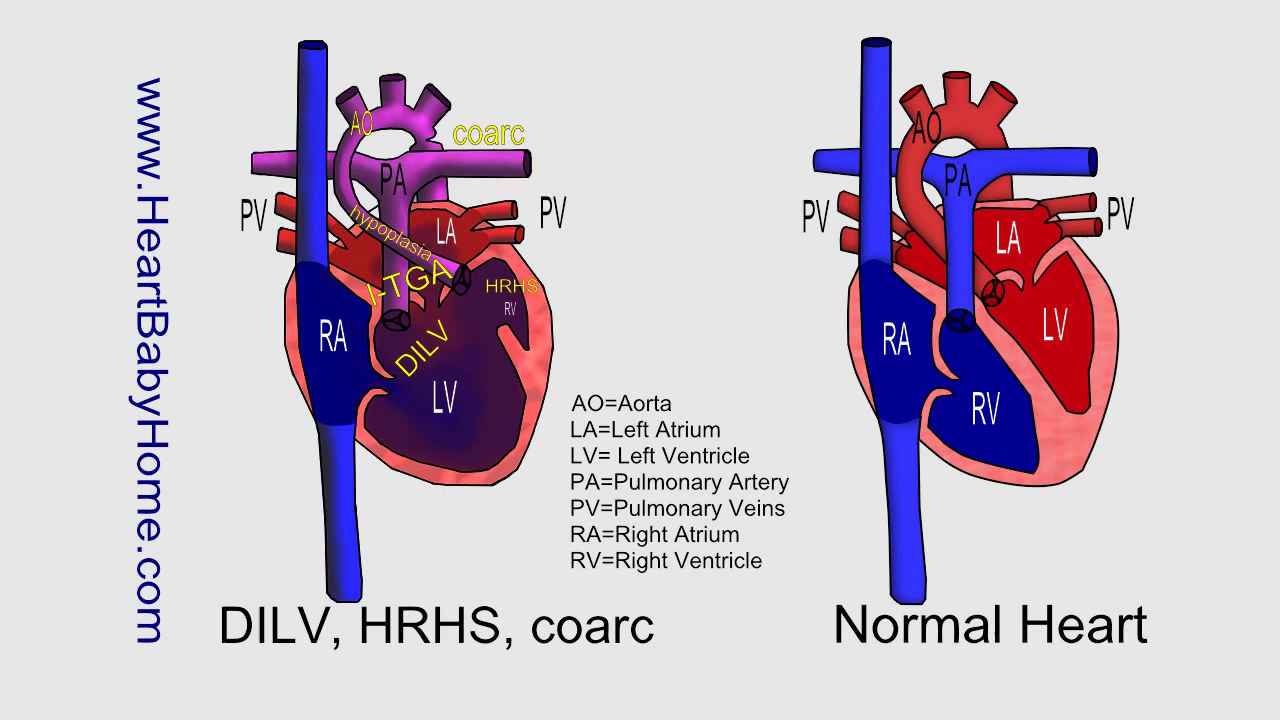 www.HeartBabyHome.com
AO
coarc
PA
PV
PV
hypoplasia
LA
l-TGA
HRHS
RV
RA
DILV
LV
DILV, HRHS, coarc
AO=Aorta
LA=Left Atrium
LV= Left Ventricle
PA=Pulmonary Artery
PV=Pulmonary Veins
RA=Right Atrium
RV=Right Ventricle
AO
PA
PV
PV
LA
RA
LV
RV
Normal Heart